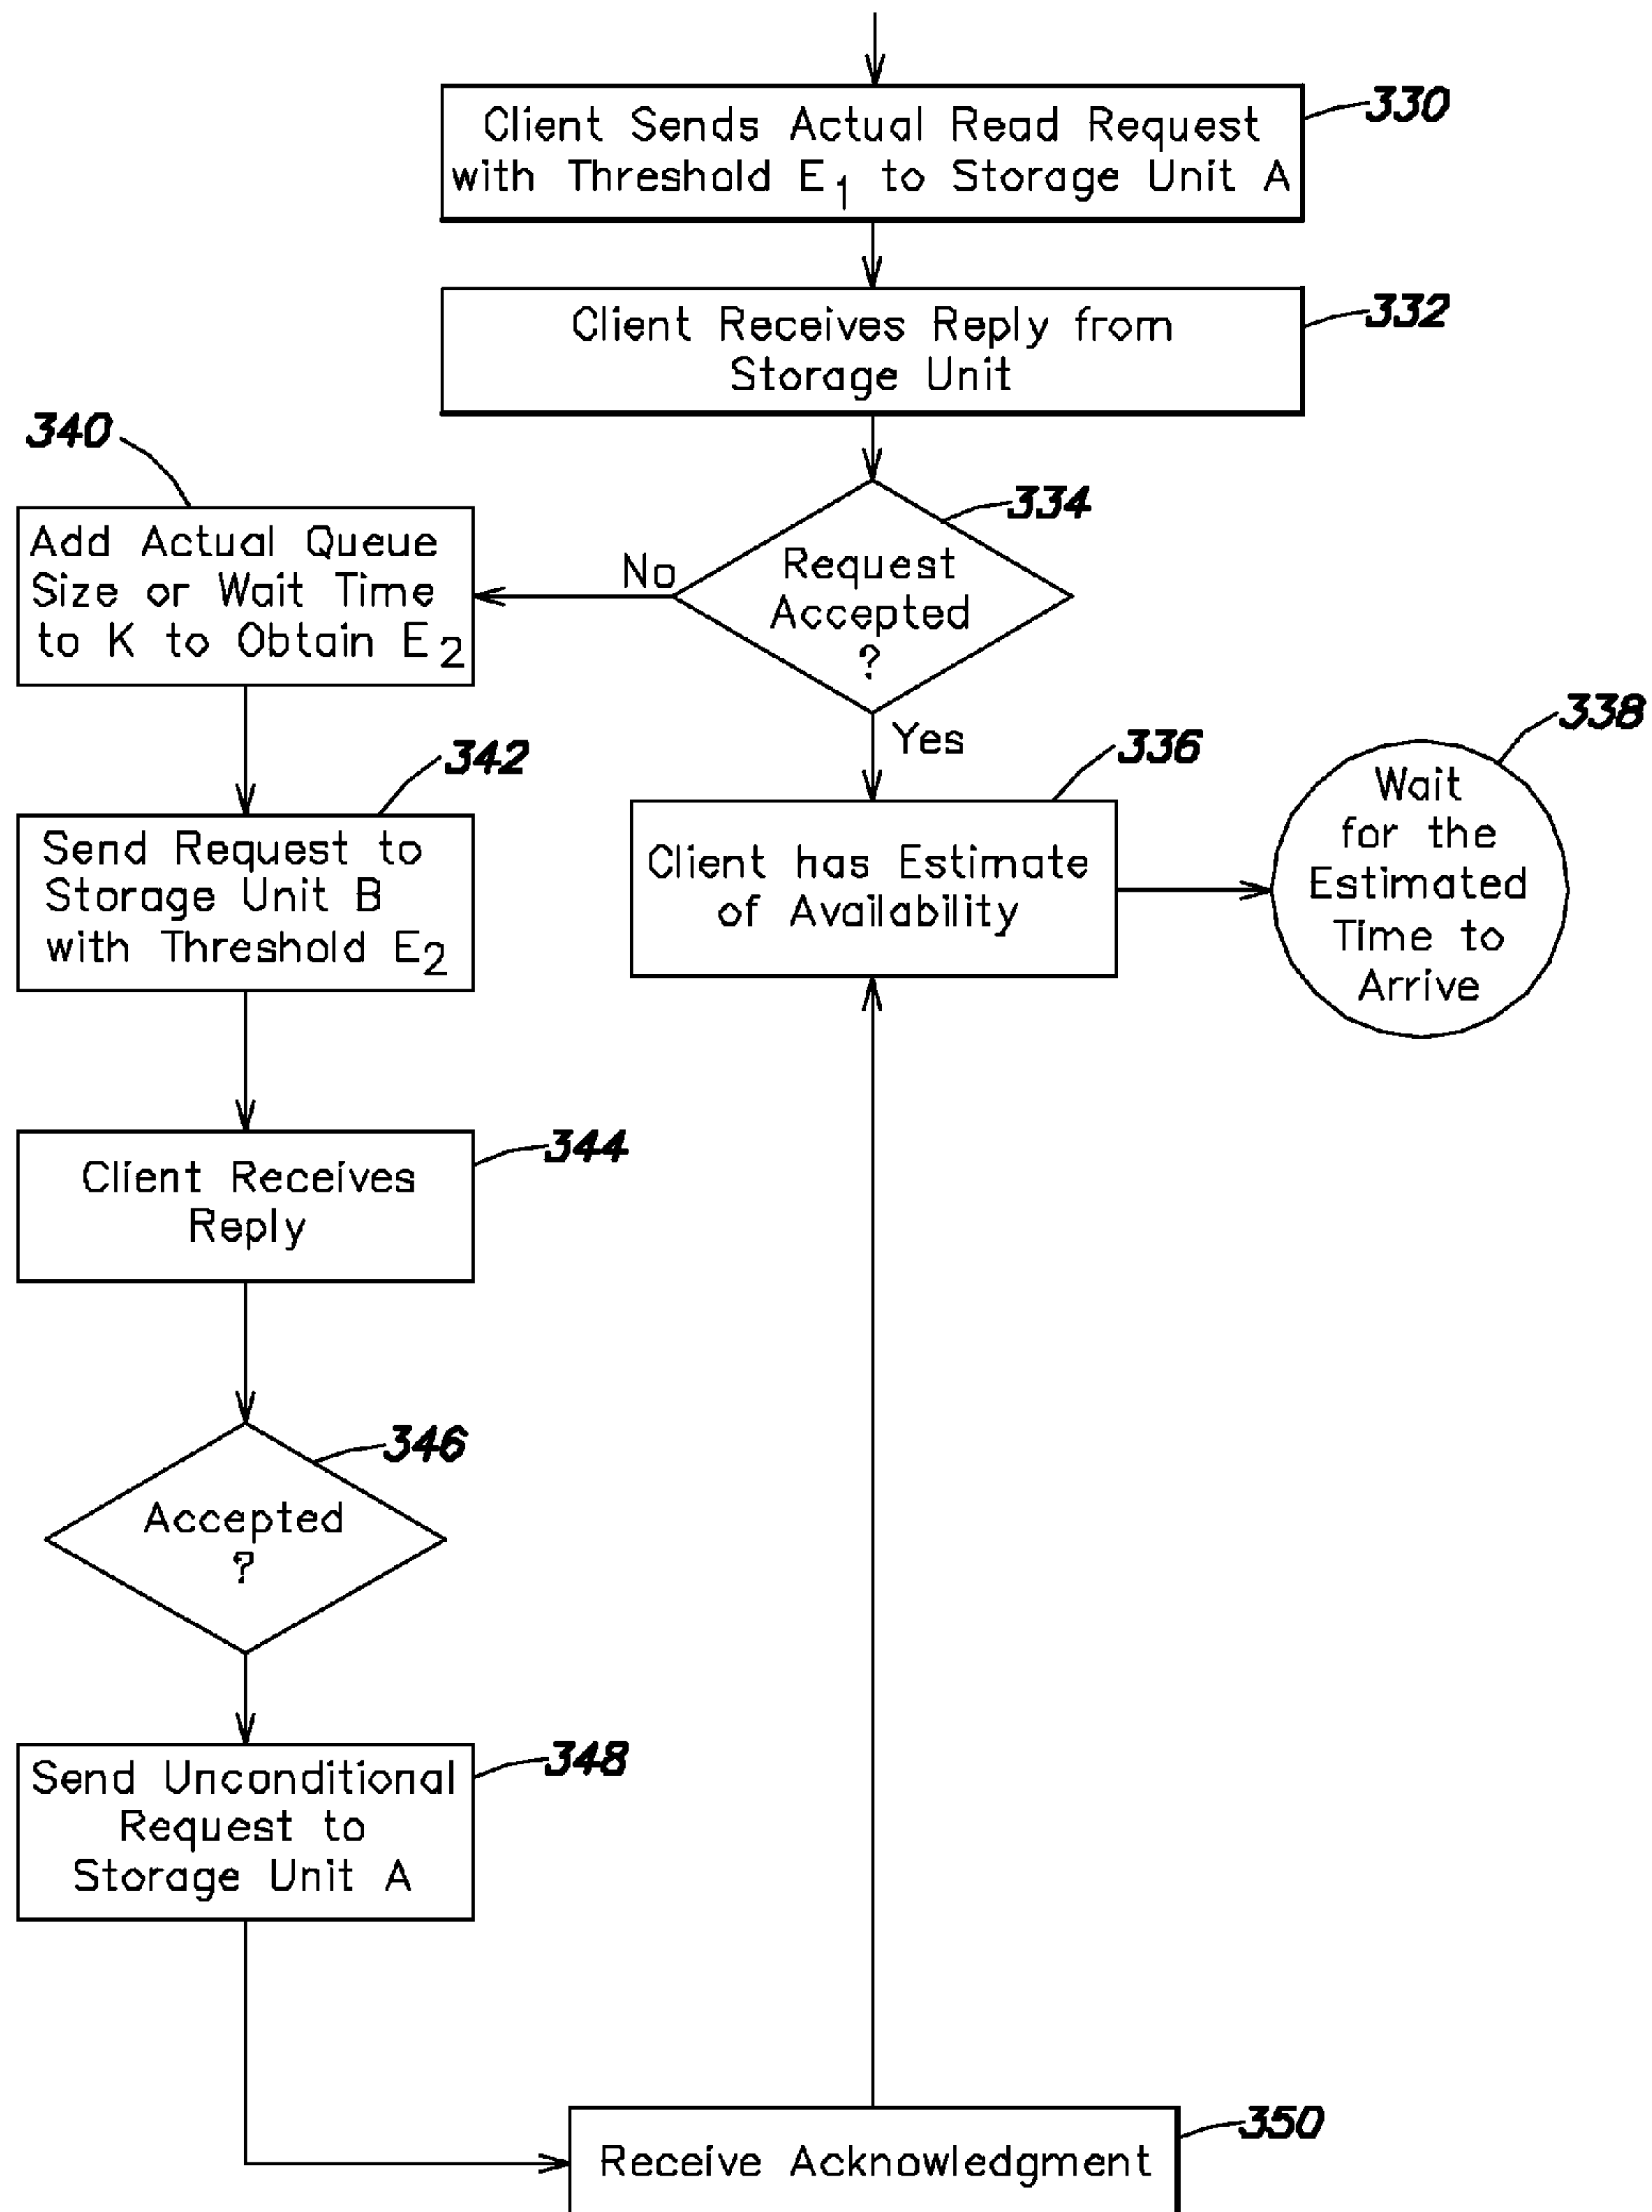 330
Client Sends Actual Read Request
with Threshold E1 to Storage Unit A
332
Client Receives Reply from
Storage Unit
340
334
Add Actual Queue
Size or Wait Time
to K to Obtain E2
No
Request
Accepted
?
Yes
338
336
342
Wait
for the
Estimated
Time to
Arrive
Client has Estimate
of Availability
Send Request to
Storage Unit B
with Threshold E2
344
Client Receives
Reply
346
Accepted
?
348
Send Unconditional
Request to
Storage Unit A
350
Receive Acknowledgment